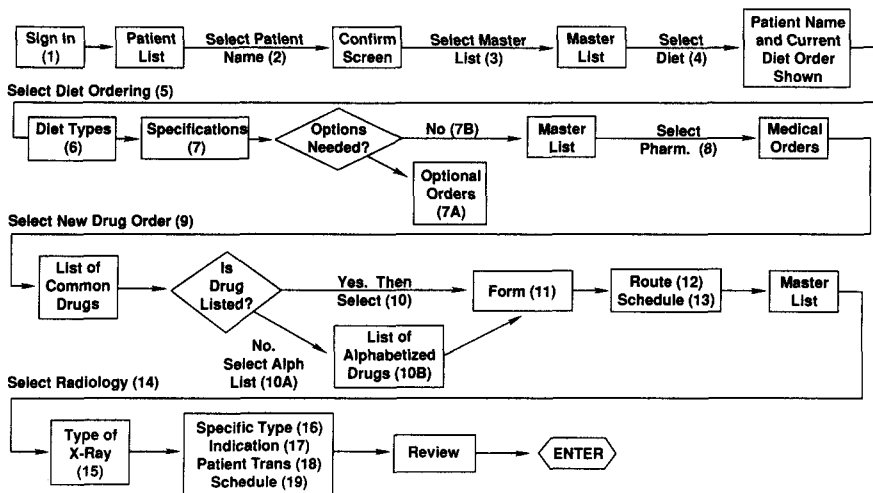 Sign In
(1)
Patient
List
Select Patient
Name (2)
Confirm
Screen
Select Master
List (3)
Master
List
Select
Diet (4)
Patient Name
and Current
Diet Order
Shown
Select Diet Ordering (5)
Diet Types
(6)
Specifications
(7)
Options
Needed?
No (7B)
Master
List
Select
Pharm. (8)
Medical
Orders
Optional
Orders
(7A)
Select New Drug Order (9)
List of
Common
Drugs
Is
Drug
Listed?
Yes. Then
Select (10)
Form (11)
Route (12)
Schedule (13)
Master
List
No.
Select Alph
List (10A)
List of
Alphabetized
Drugs (10B)
Select Radiology (14)
Type of
X-Ray
(15)
Specific Type (16)
Indication (17)
Patient Trans (18)
Schedule (19)
Review
ENTER